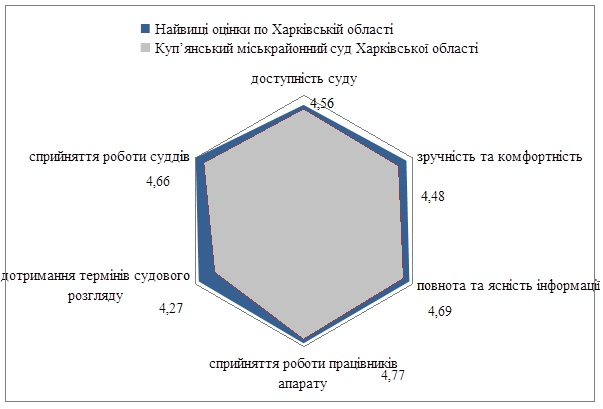 Найвищі оцінки по Харківській області
Куп’янський міськрайонний суд Харківської області
доступність суду
4,56
сприйняття роботи суддів
4,66
зручність та комфортність
4,48
дотримання термінів судового
розгляду
4,27
повнота та ясність інформації
4,69
сприйняття роботи працівників
апарату
4,77